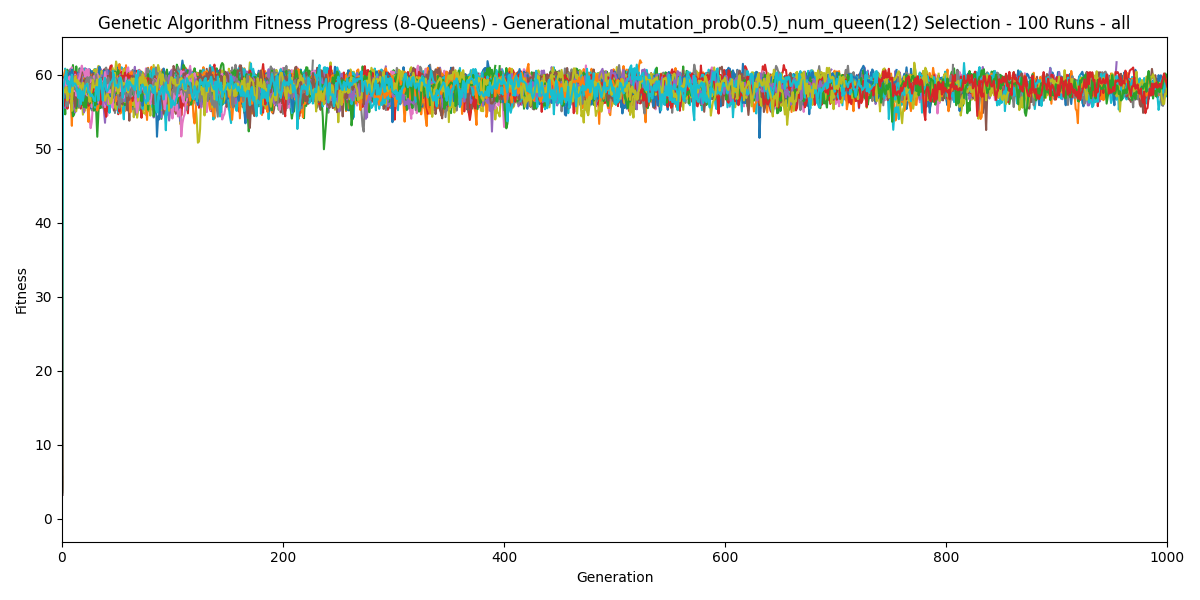 Genetic Algorithm Fitness Progress (8-Queens) - Generational_mutation_prob(0.5)_num_queen(12) Selection - 100 Runs - all
60
50
40
30
20
10
0
Fitness
0 200 400 600 800 1000
Generation